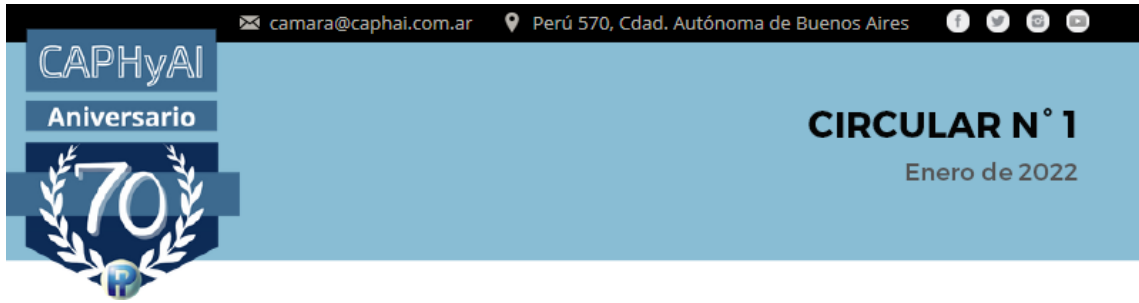 camara@caphai.com.ar Perú 570, Cdad. Autónoma de Buenos Aires
CAPHyAI
Aniversario
70
CIRCULAR N° 1
Enero de 2022